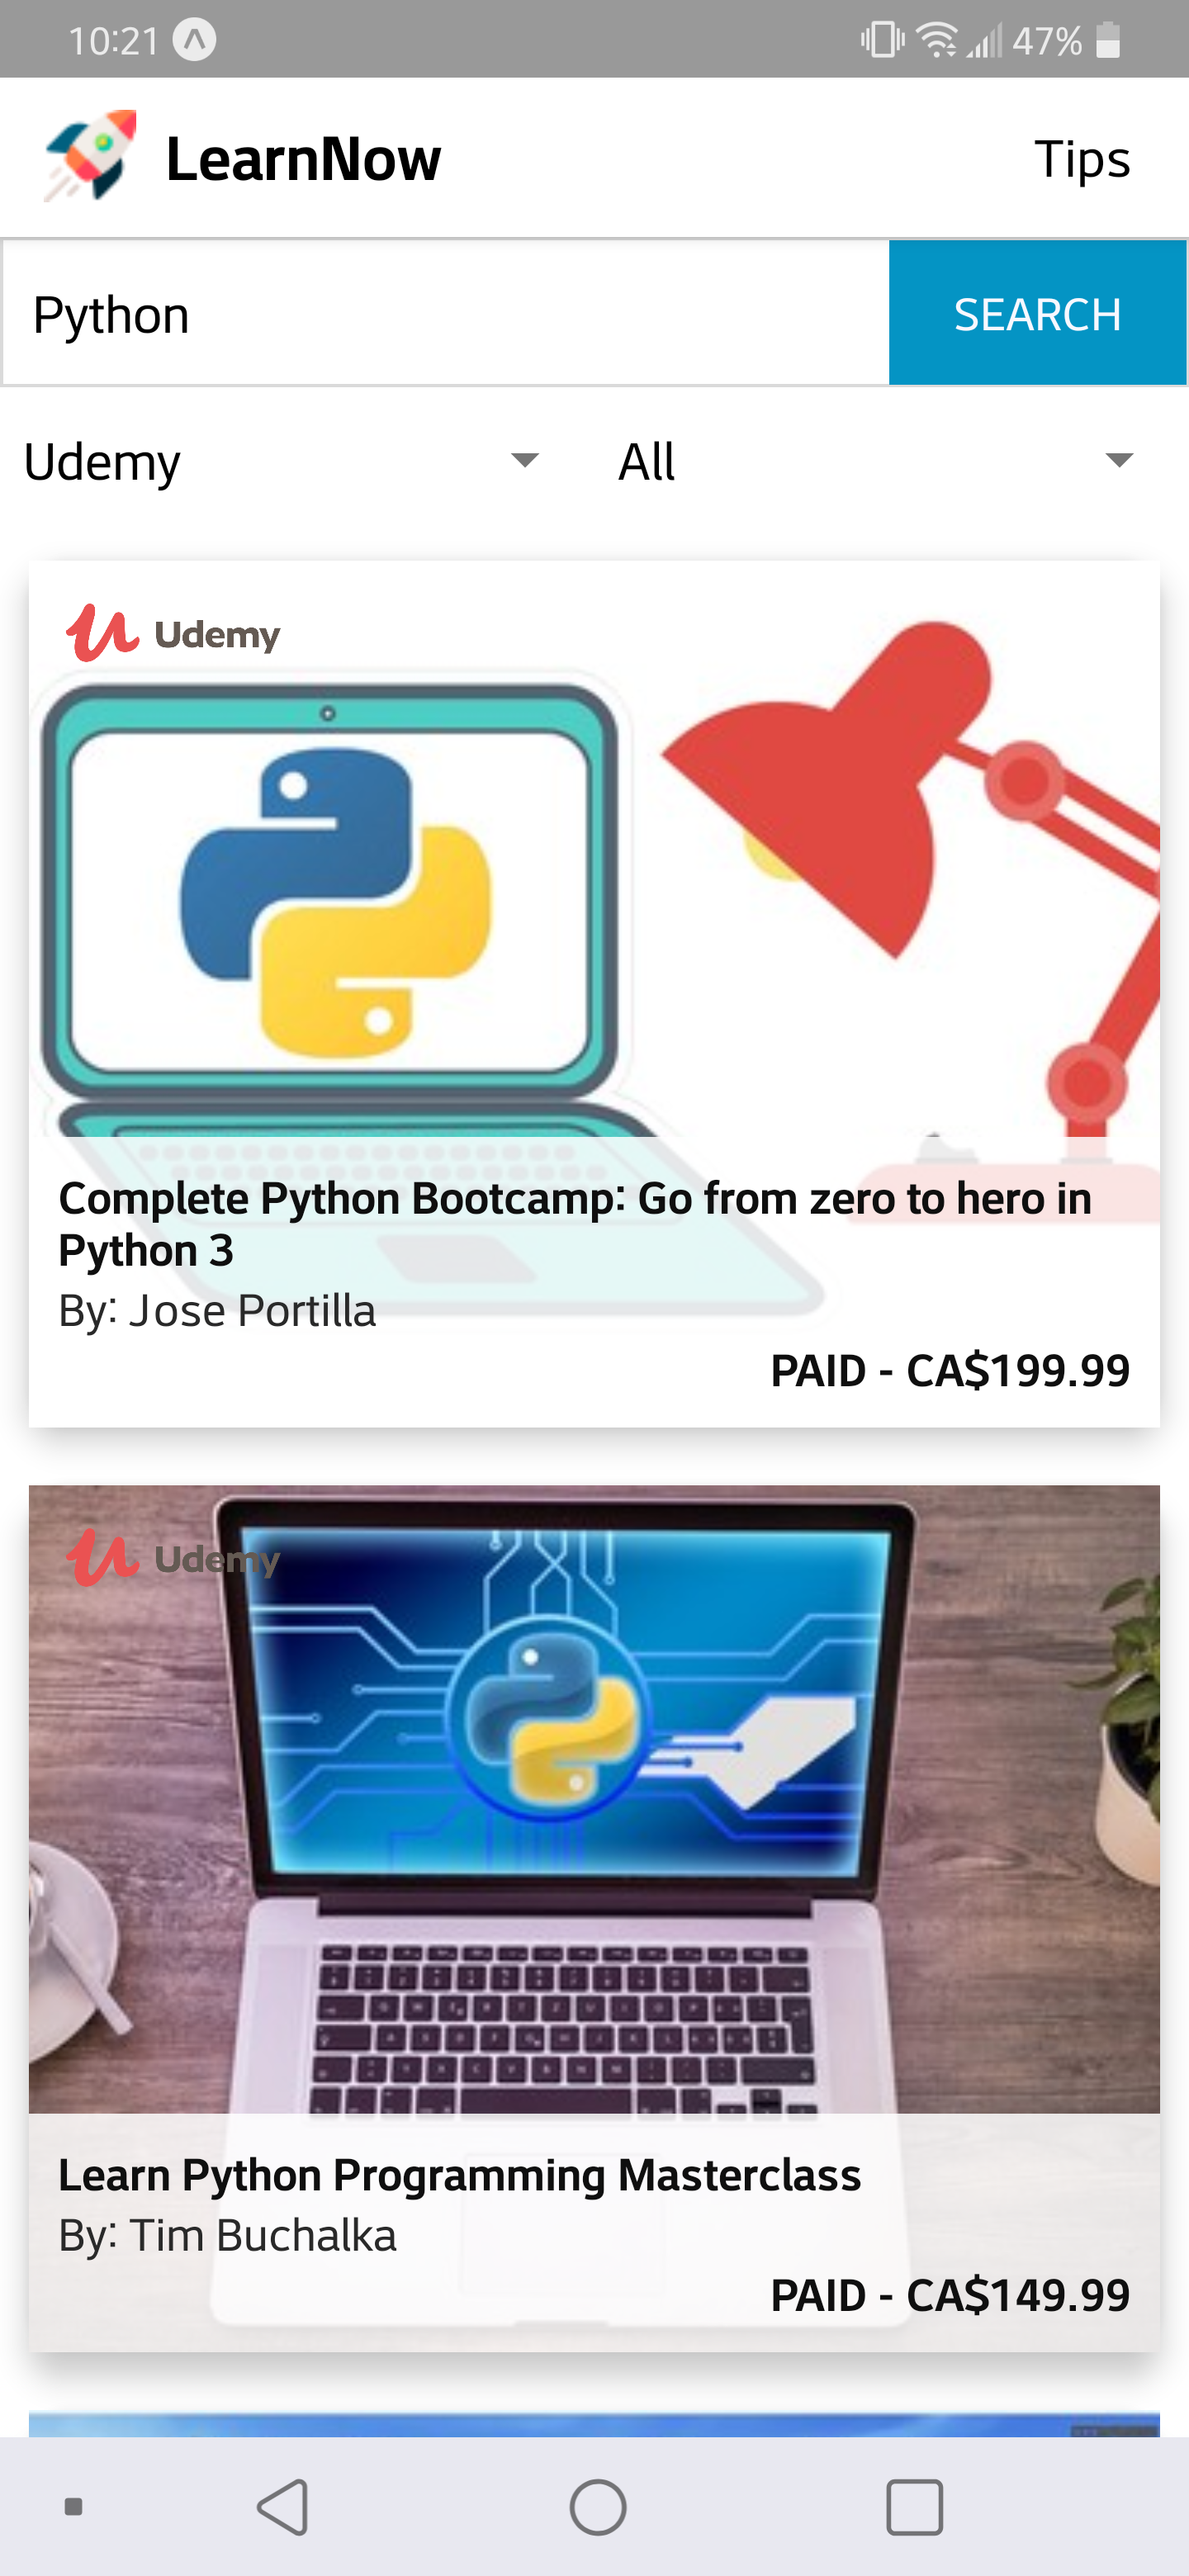 10:21
47%
LearnNow
Tips
Python
SEARCH
Udemy
All
Udemy
Complete Python Bootcamp: Go from zero to hero in
Python 3
By: Jose Portilla
PAID - CA$199.99
Udemy
Learn Python Programming Masterclass
By: Tim Buchalka
PAID - CA$149.99